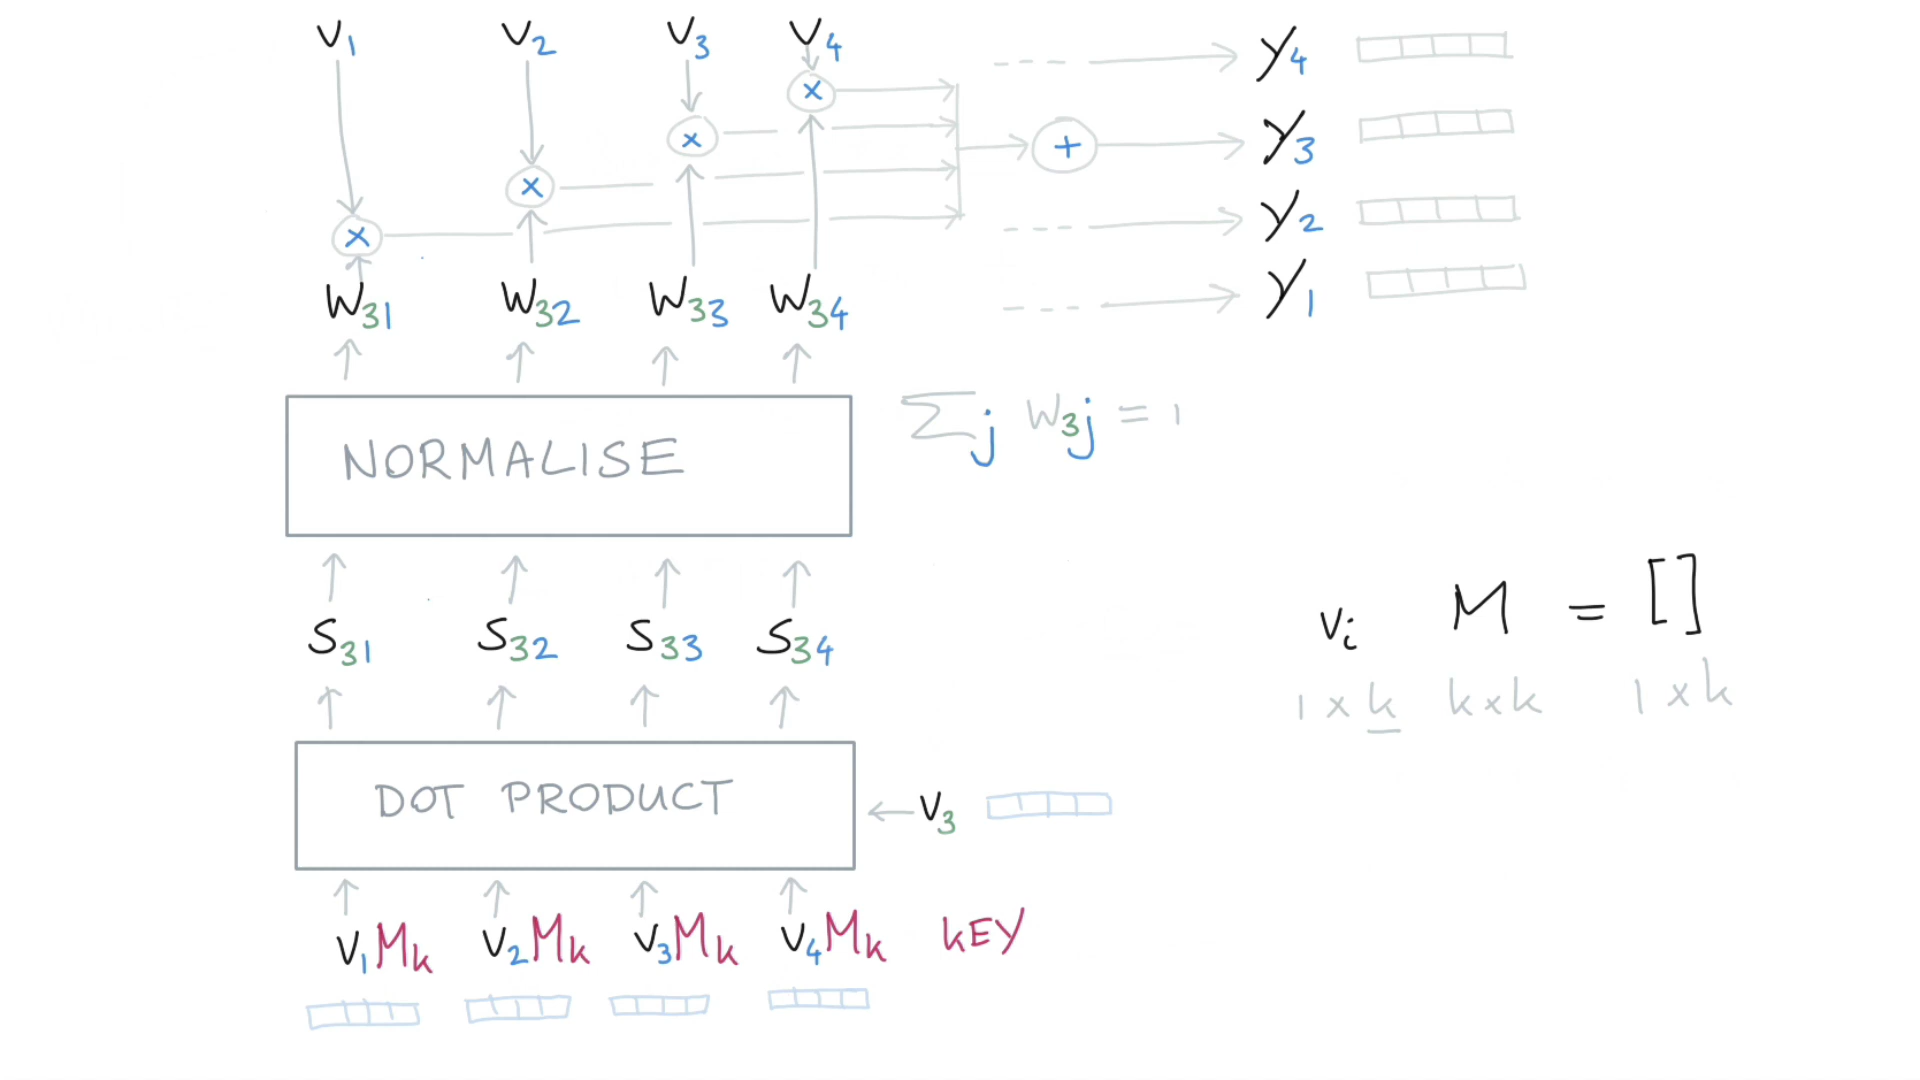 v1 v2 v3 v4
y4
×
×
+
y3
×
×
y2
w31 w32 w33 w34
y1
NORMALISE
∑j w3j = 1
s31 s32 s33 s34
vi M = []
1 × k k × k 1 × k
DOT PRODUCT
v3
v1Mk v2Mk v3Mk v4Mk KEY